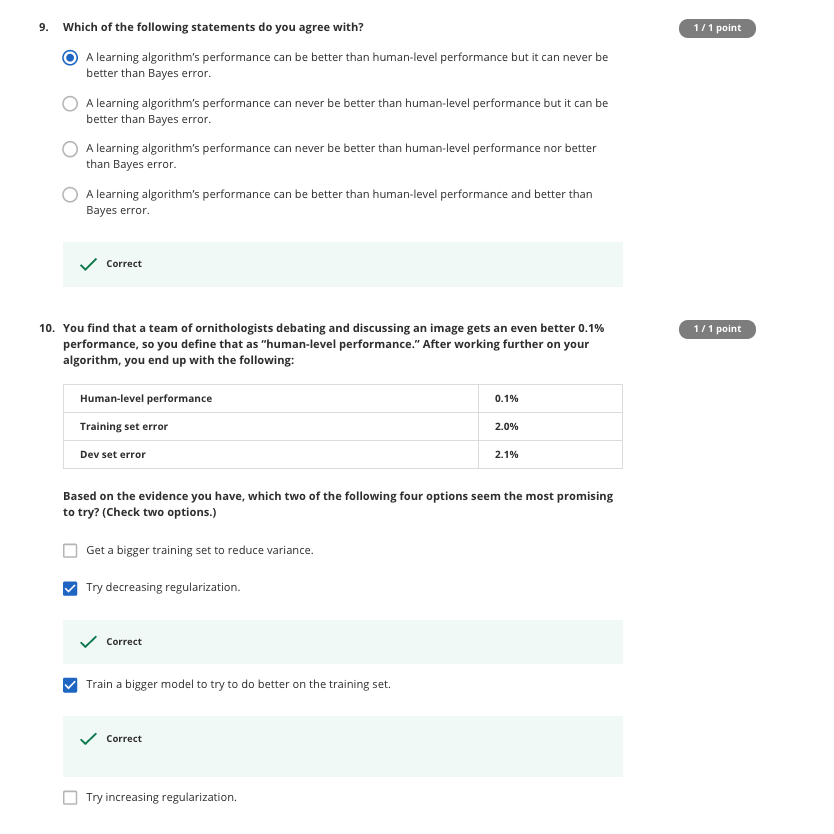 9. Which of the following statements do you agree with?
1 / 1 point
A learning algorithm’s performance can be better than human-level performance but it can never be
better than Bayes error.
A learning algorithm’s performance can never be better than human-level performance but it can be
better than Bayes error.
A learning algorithm’s performance can never be better than human-level performance nor better
than Bayes error.
A learning algorithm’s performance can be better than human-level performance and better than
Bayes error.
Correct
10. You find that a team of ornithologists debating and discussing an image gets an even better 0.1%
1 / 1 point
performance, so you define that as “human-level performance.” After working further on your
algorithm, you end up with the following:
Human-level performance 0.1%
Training set error 2.0%
Dev set error 2.1%
Based on the evidence you have, which two of the following four options seem the most promising
to try? (Check two options.)
Get a bigger training set to reduce variance.
Try decreasing regularization.
Correct
Train a bigger model to try to do better on the training set.
Correct
Try increasing regularization.